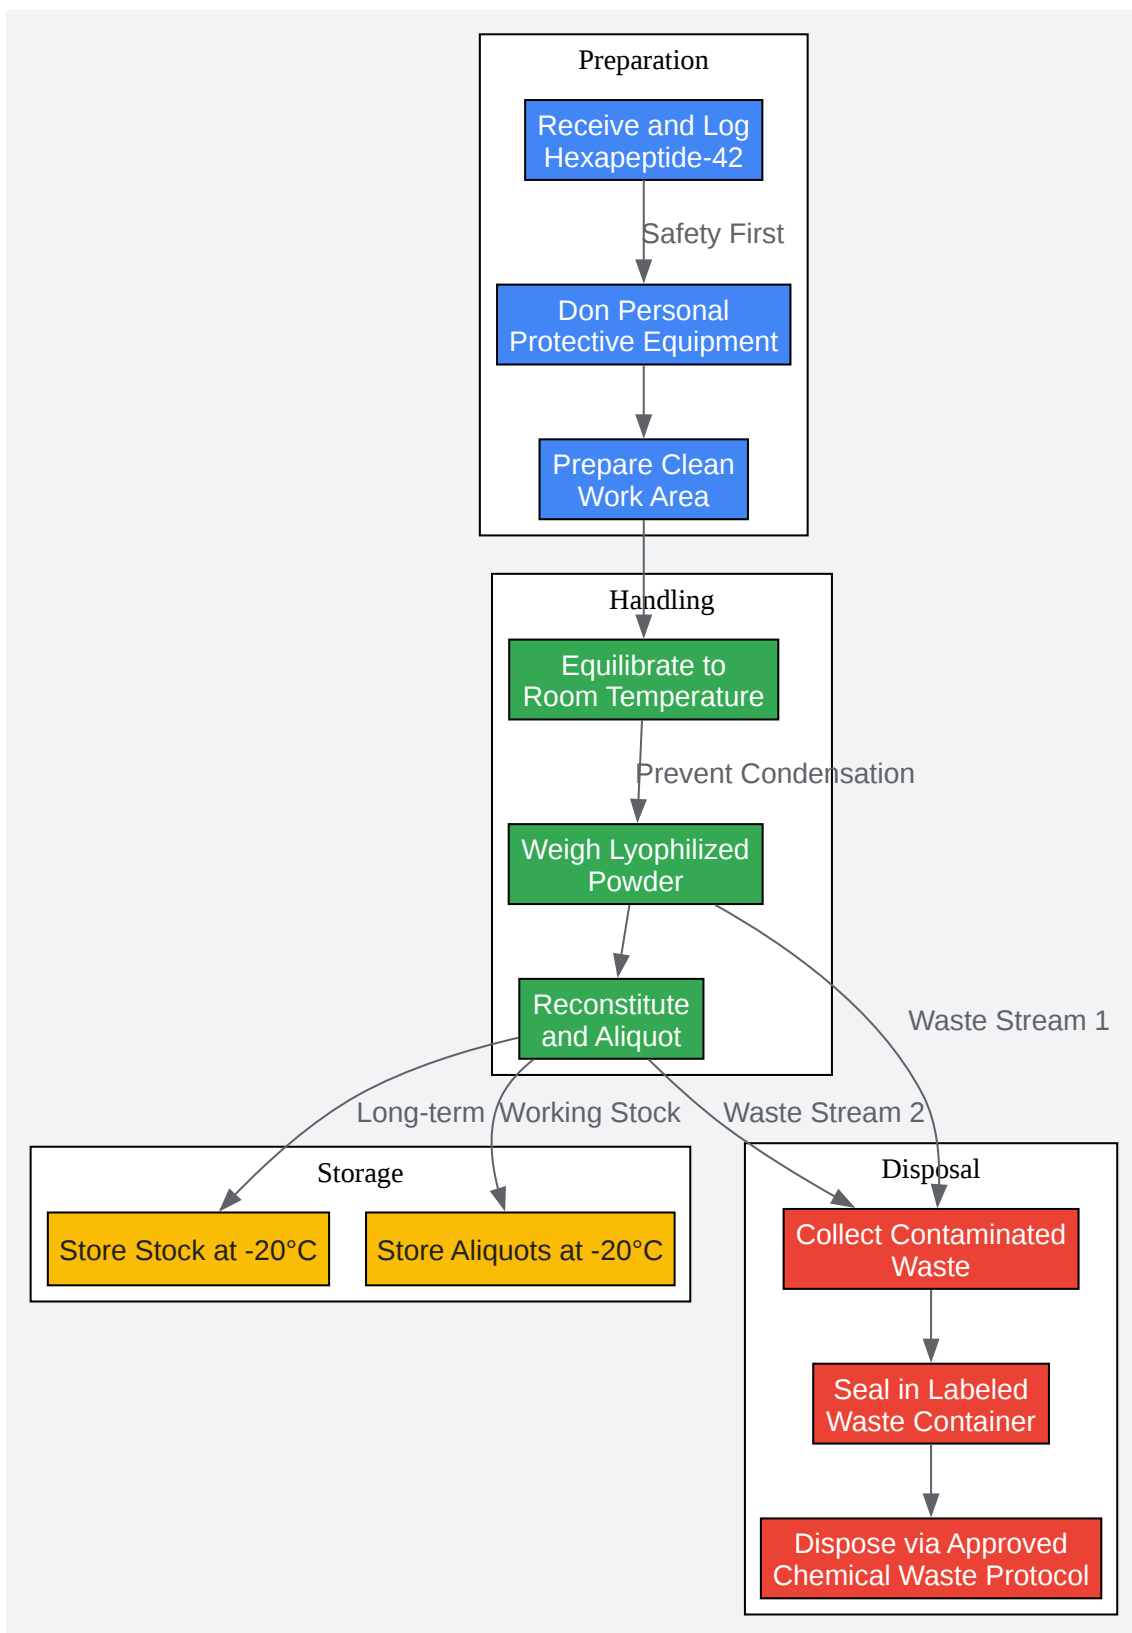 Preparation
Receive and Log
Hexapeptide-42
Safety First
Don Personal
Protective Equipment
Prepare Clean
Work Area
Handling
Equilibrate to
Room Temperature
Prevent Condensation
Weigh Lyophilized
Powder
Reconstitute
and Aliquot
Waste Stream 1
Long-term
Working Stock
Waste Stream 2
Storage
Store Stock at -20°C
Store Aliquots at -20°C
Disposal
Collect Contaminated
Waste
Seal in Labeled
Waste Container
Dispose via Approved
Chemical Waste Protocol